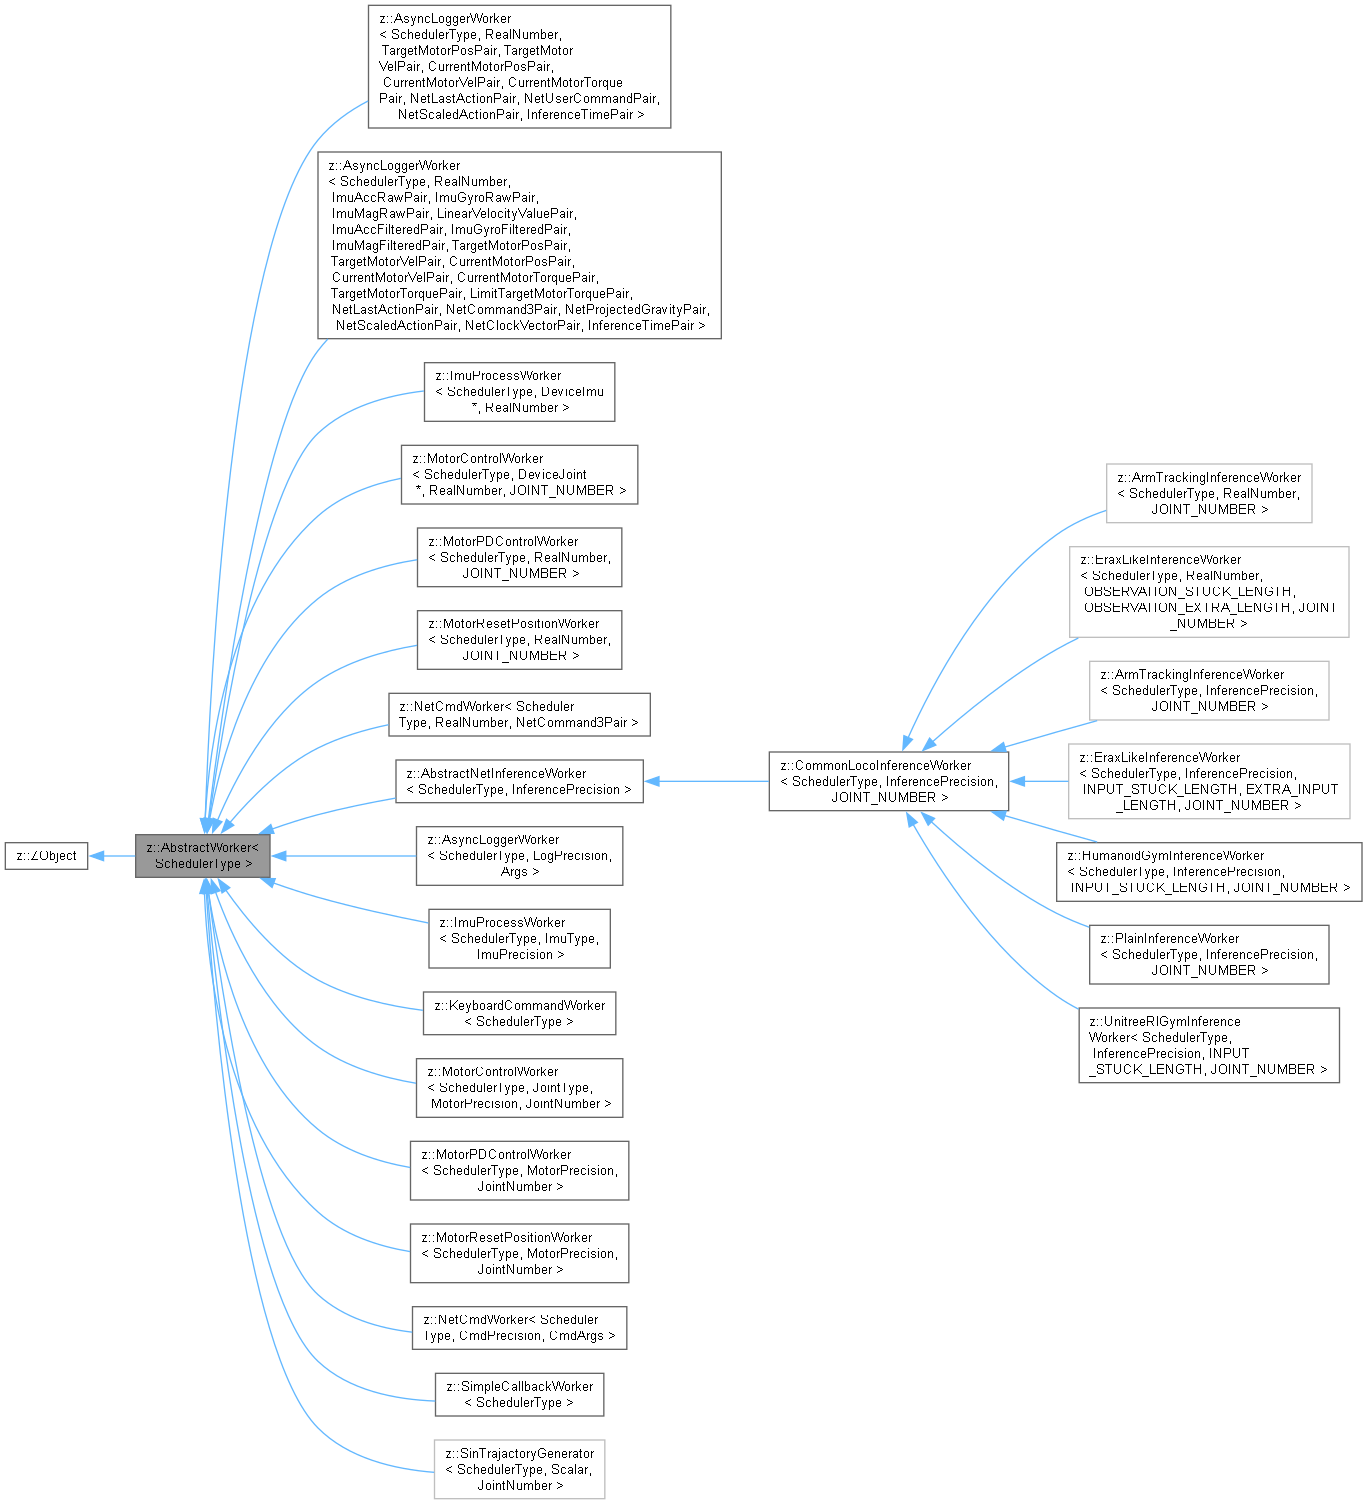 z::AsyncLoggerWorker
< SchedulerType, RealNumber,
TargetMotorPosPair, TargetMotor
VelPair, CurrentMotorPosPair,
CurrentMotorVelPair, CurrentMotorTorque
Pair, NetLastActionPair, NetUserCommandPair,
NetScaledActionPair, InferenceTimePair >
z::AsyncLoggerWorker
< SchedulerType, RealNumber,
ImuAccRawPair, ImuGyroRawPair,
ImuMagRawPair, LinearVelocityValuePair,
ImuAccFilteredPair, ImuGyroFilteredPair,
ImuMagFilteredPair, TargetMotorPosPair,
TargetMotorVelPair, CurrentMotorPosPair,
CurrentMotorVelPair, CurrentMotorTorquePair,
TargetMotorTorquePair, LimitTargetMotorTorquePair,
NetLastActionPair, NetCommand3Pair, NetProjectedGravityPair,
NetScaledActionPair, NetClockVectorPair, InferenceTimePair >
z::ImuProcessWorker
< SchedulerType, DeviceImu
*, RealNumber >
z::MotorControlWorker
< SchedulerType, DeviceJoint
*, RealNumber, JOINT_NUMBER >
z::MotorPDControlWorker
< SchedulerType, RealNumber,
JOINT_NUMBER >
z::MotorResetPositionWorker
< SchedulerType, RealNumber,
JOINT_NUMBER >
z::NetCmdWorker< Scheduler
Type, RealNumber, NetCommand3Pair >
z::AbstractNetInferenceWorker
< SchedulerType, InferencePrecision >
z::AsyncLoggerWorker
< SchedulerType, LogPrecision,
Args >
z::ImuProcessWorker
< SchedulerType, ImuType,
ImuPrecision >
z::KeyboardCommandWorker
< SchedulerType >
z::MotorControlWorker
< SchedulerType, JointType,
MotorPrecision, JointNumber >
z::MotorPDControlWorker
< SchedulerType, MotorPrecision,
JointNumber >
z::MotorResetPositionWorker
< SchedulerType, MotorPrecision,
JointNumber >
z::NetCmdWorker< Scheduler
Type, CmdPrecision, CmdArgs >
z::SimpleCallbackWorker
< SchedulerType >
z::SinTrajactoryGenerator
< SchedulerType, Scalar,
JointNumber >
z::ZObject
z::AbstractWorker<
SchedulerType >
z::CommonLocoInferenceWorker
< SchedulerType, InferencePrecision,
JOINT_NUMBER >
z::ArmTrackingInferenceWorker
< SchedulerType, RealNumber,
JOINT_NUMBER >
z::EraxLikeInferenceWorker
< SchedulerType, RealNumber,
OBSERVATION_STUCK_LENGTH,
OBSERVATION_EXTRA_LENGTH, JOINT
_NUMBER >
z::ArmTrackingInferenceWorker
< SchedulerType, InferencePrecision,
JOINT_NUMBER >
z::EraxLikeInferenceWorker
< SchedulerType, InferencePrecision,
INPUT_STUCK_LENGTH, EXTRA_INPUT
_LENGTH, JOINT_NUMBER >
z::HumanoidGymInferenceWorker
< SchedulerType, InferencePrecision,
INPUT_STUCK_LENGTH, JOINT_NUMBER >
z::PlainInferenceWorker
< SchedulerType, InferencePrecision,
JOINT_NUMBER >
z::UnitreeRlGymInference
Worker< SchedulerType,
InferencePrecision, INPUT
_STUCK_LENGTH, JOINT_NUMBER >